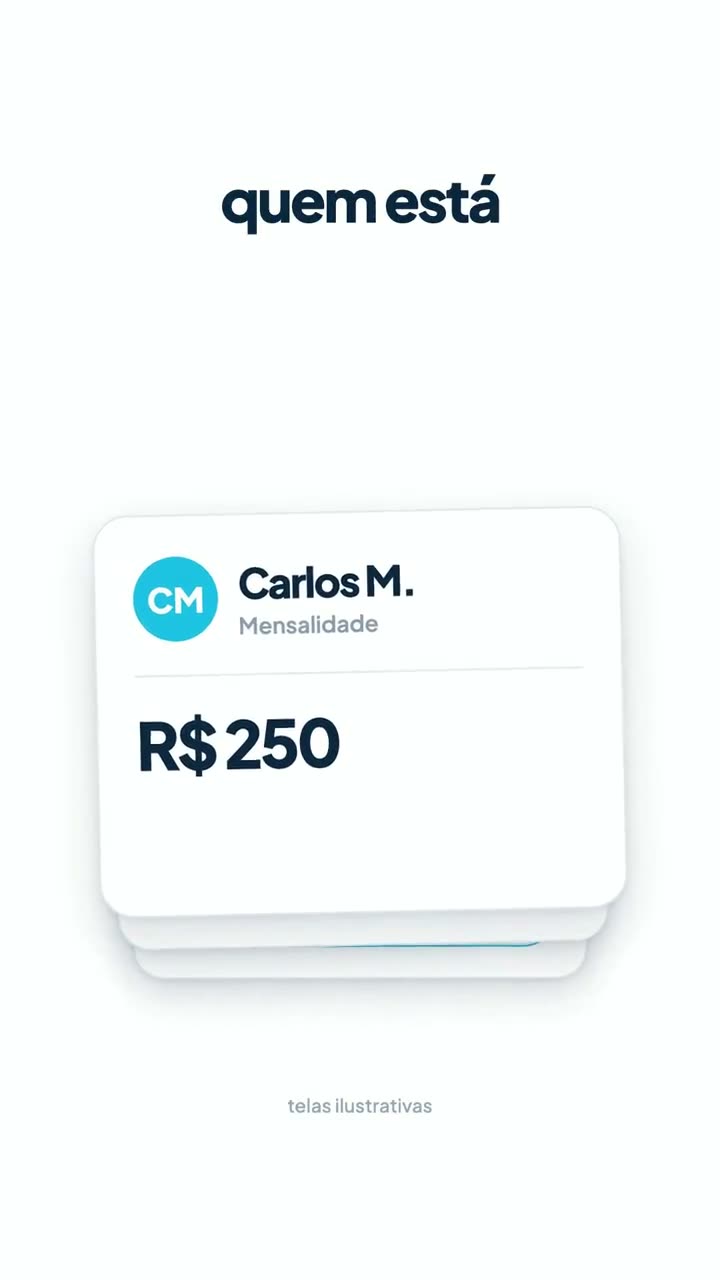 quem está
CM
Carlos M.
Mensalidade
R$ 250
telas ilustrativas